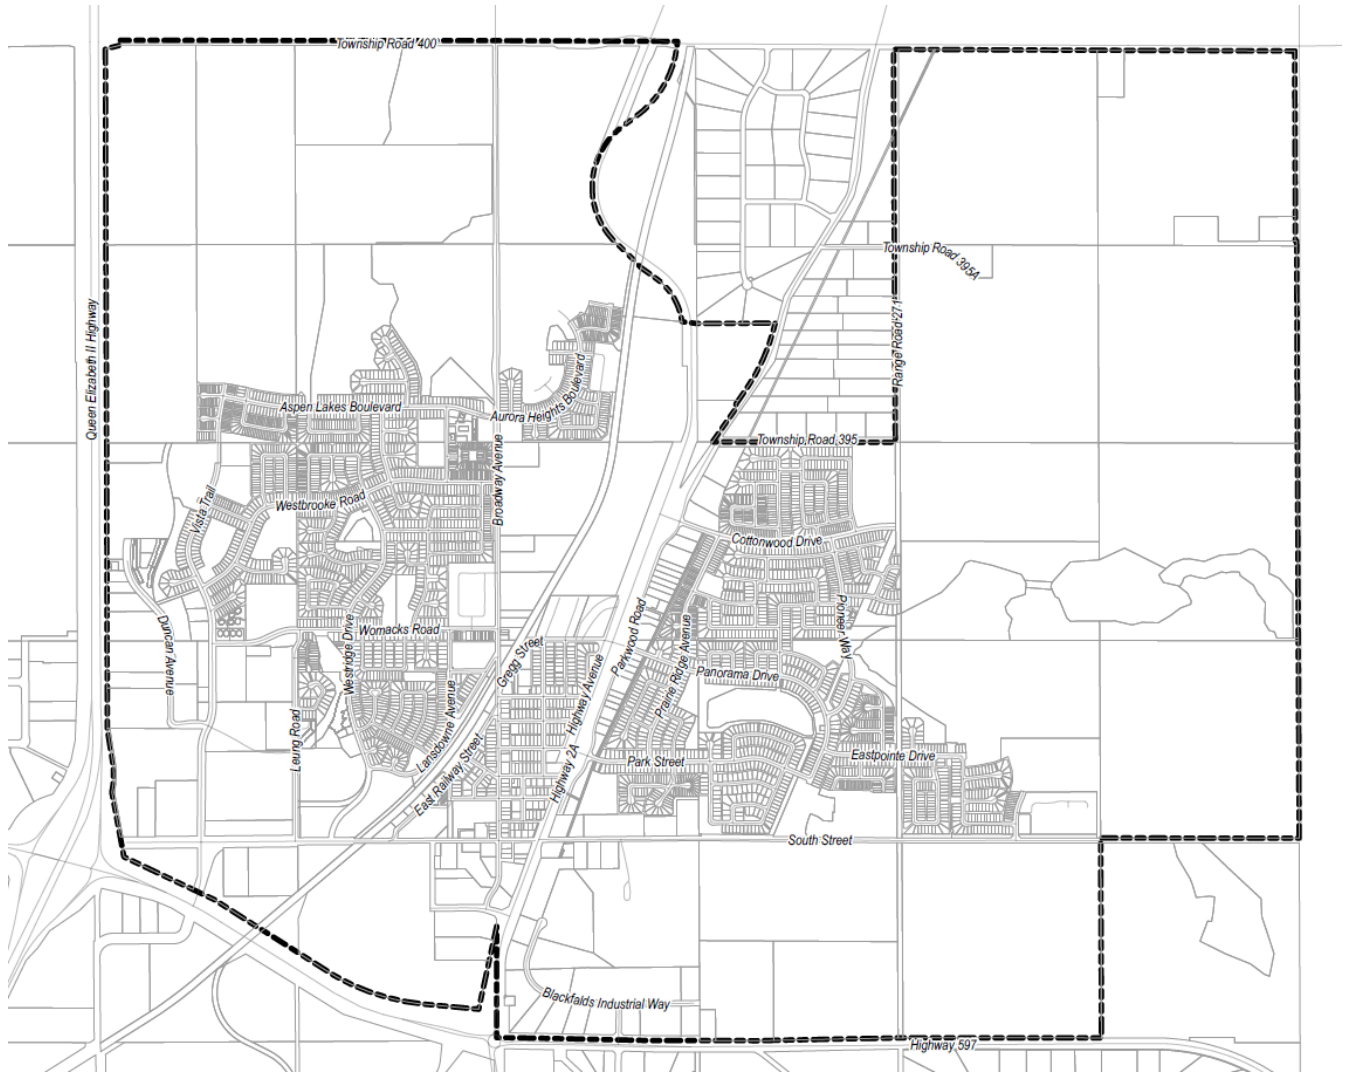 Township Road 400
Township Road 395A
Queen Elizabeth II Highway
Range Road 27-1
Aspen Lakes Boulevard
Aurora Heights Boulevard
Township Road 395
Broadway Avenue
Vista Trail
Westbrooke Road
Cottonwood Drive
Duncan Avenue
Westridge Drive
Womacks Road
Gregg Street
Parkwood Road
Pioneer Way
Prairie Ridge Avenue
Panorama Drive
Highway Avenue
Leung Road
Lansdowne Avenue
East Railway Street
Highway 2A
Park Street
Eastpointe Drive
South Street
Blackfalds Industrial Way
Highway 597